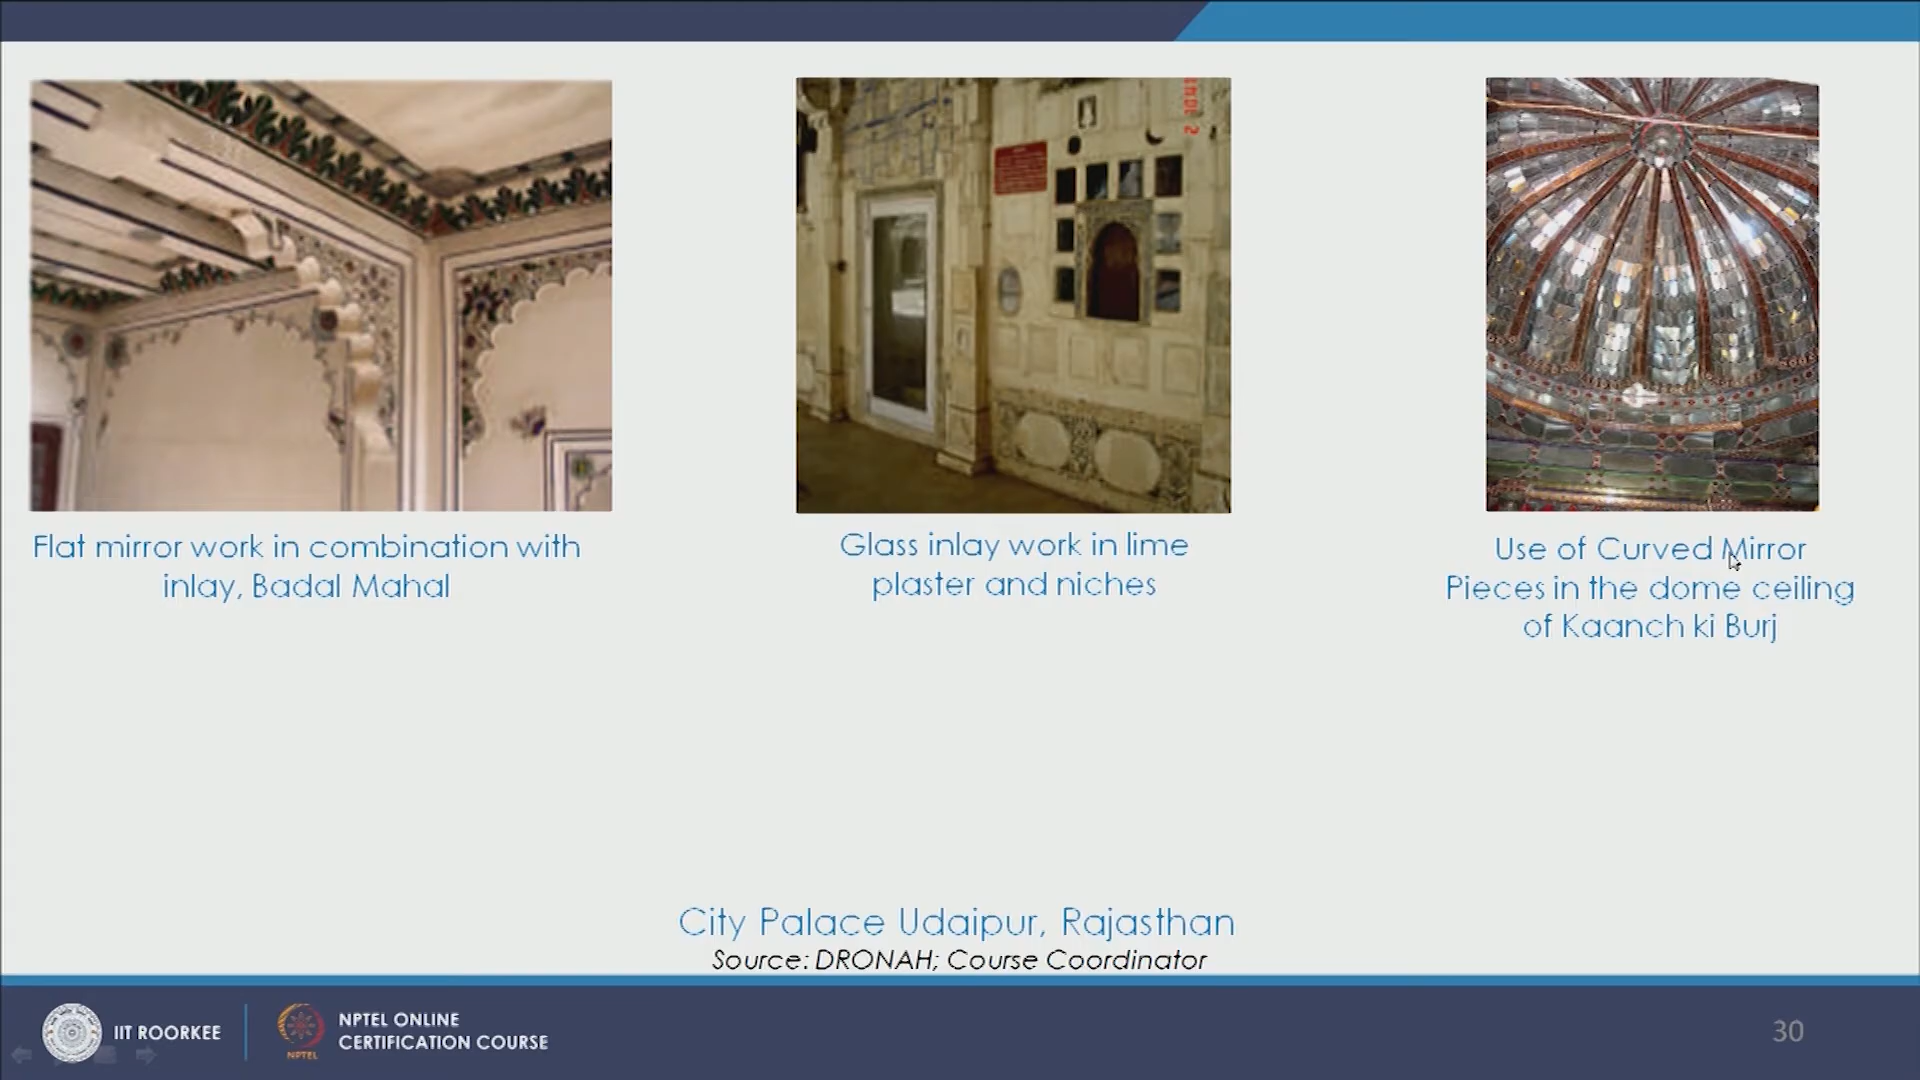 Flat mirror work in combination with
inlay, Badal Mahal
Glass inlay work in lime
plaster and niches
Use of Curved Mirror
Pieces in the dome ceiling
of Kaanch ki Burj
City Palace Udaipur, Rajasthan
Source: DRONAH; Course Coordinator
IIT ROORKEE
NPTEL
NPTEL ONLINE
CERTIFICATION COURSE
30